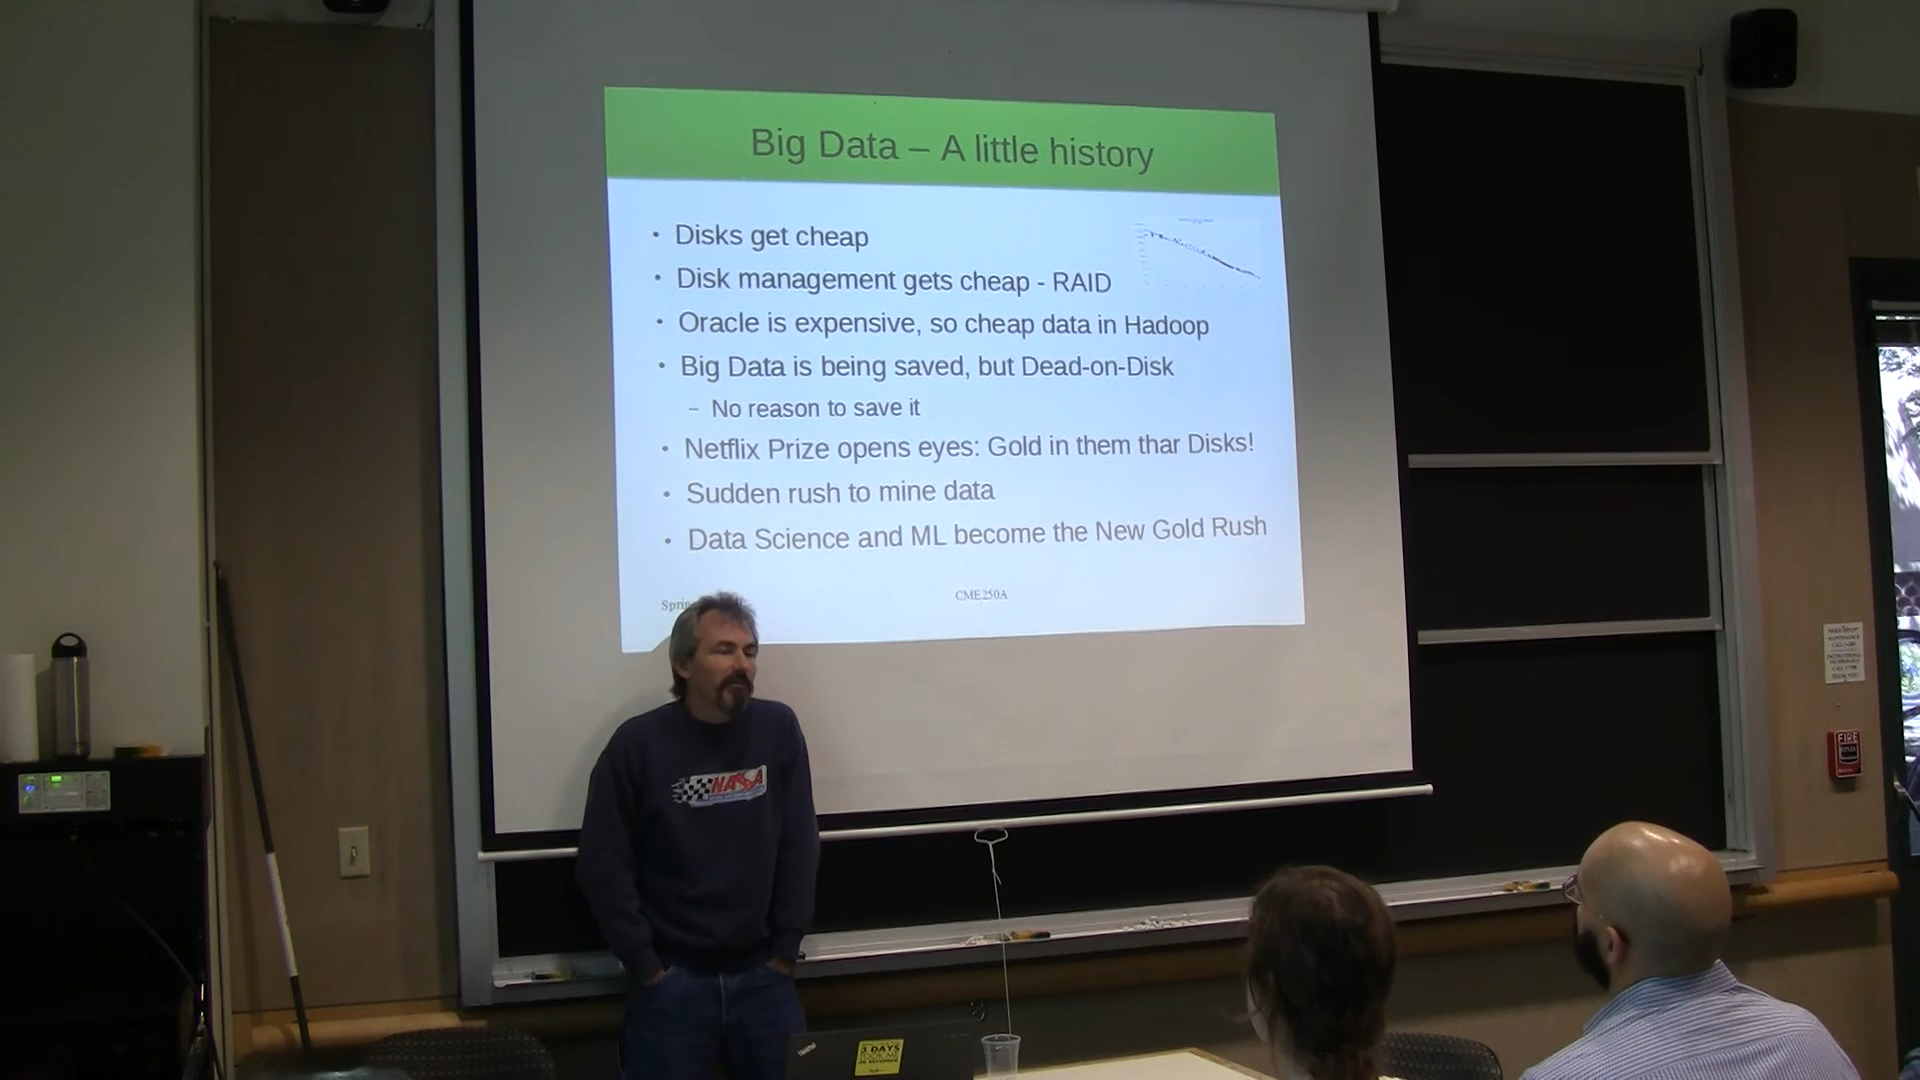 Big Data – A little history
• Disks get cheap
• Disk management gets cheap - RAID
• Oracle is expensive, so cheap data in Hadoop
• Big Data is being saved, but Dead-on-Disk
– No reason to save it
• Netflix Prize opens eyes: Gold in them thar Disks!
• Sudden rush to mine data
• Data Science and ML become the New Gold Rush
CME250A
FIRE
3 DAYS